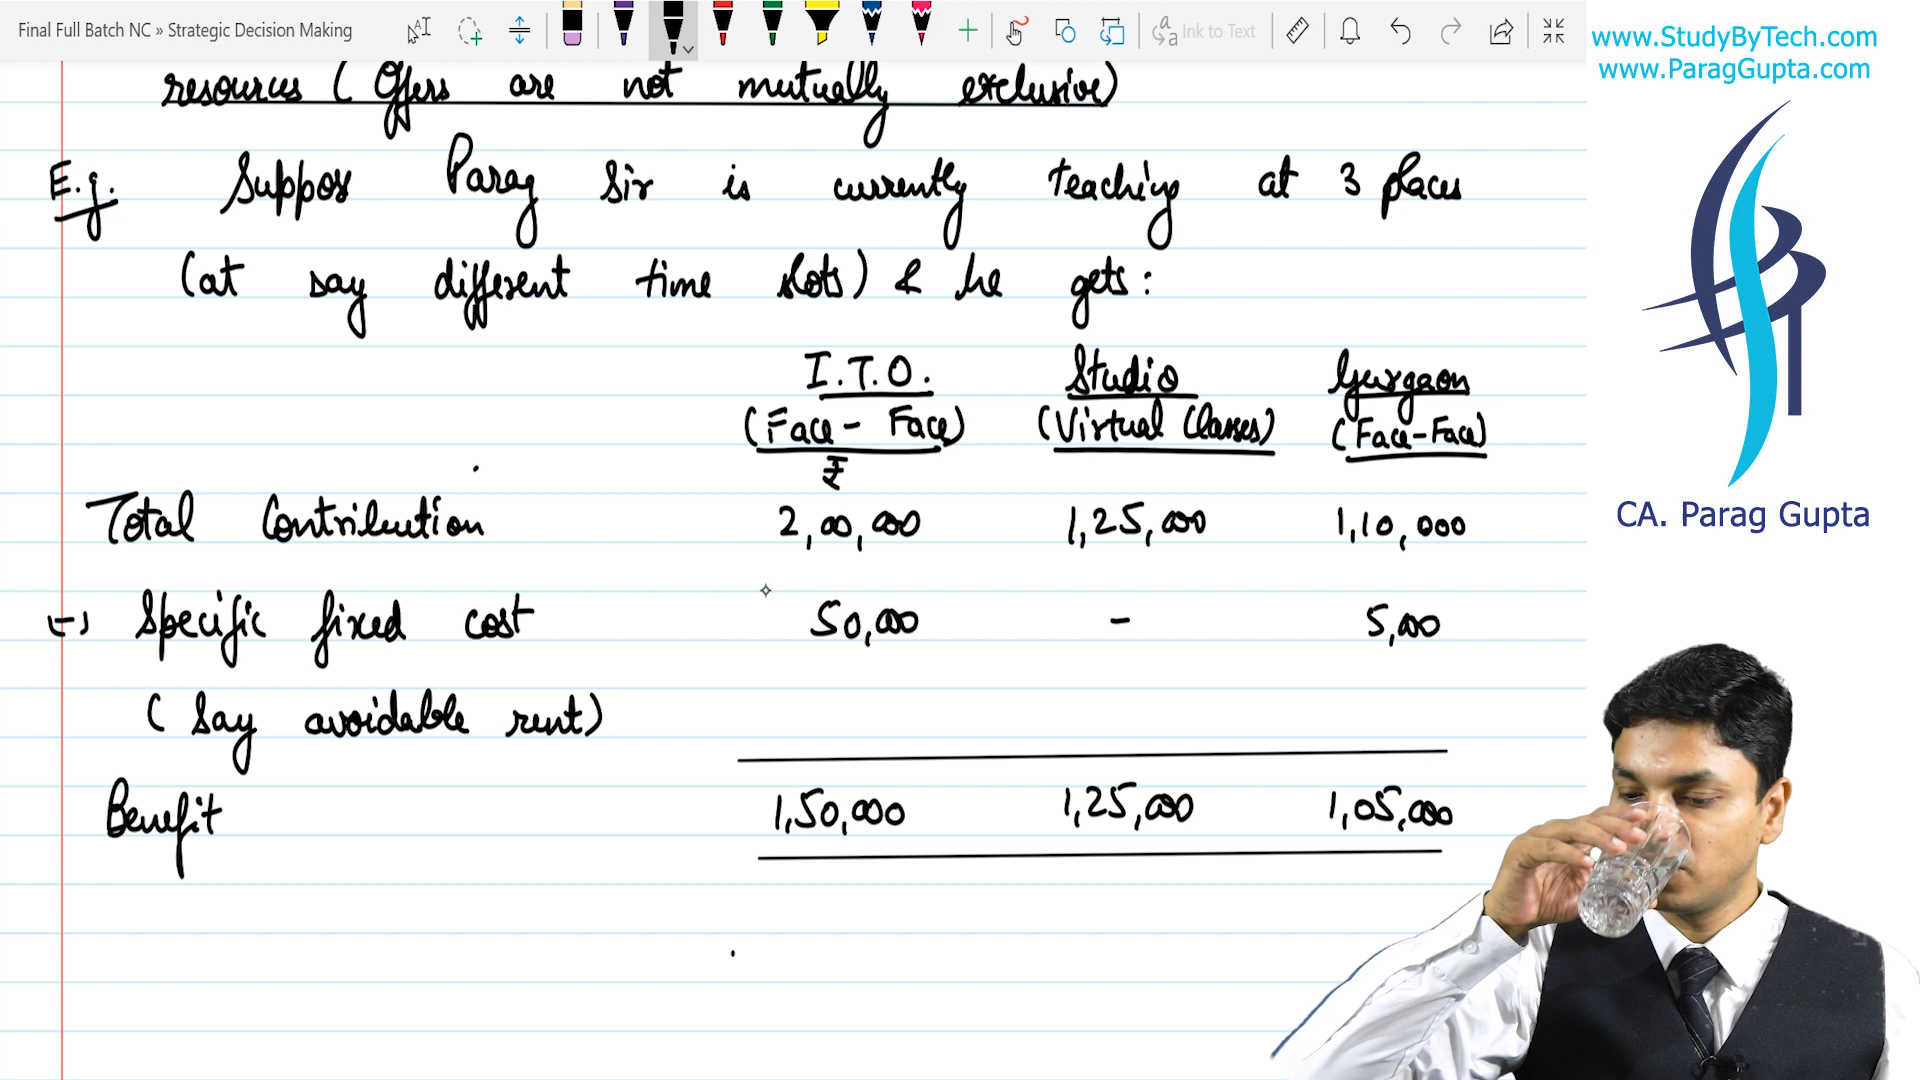 Final Full Batch NC » Strategic Decision Making
Ink to Text
www.StudyByTech.com
www.ParagGupta.com
resources (Offers are not mutually exclusive)
E.g. Suppose Parag Sir is currently teaching at 3 places
(at say different time slots) & he gets:
I.T.O. Studio Gurgaon
(Face - Face) (Virtual Classes) (Face-Face)
₹
Total Contribution 2,00,000 1,25,000 1,10,000
CA. Parag Gupta
(-) Specific fixed cost 50,000 - 5,000
(Say avoidable rent)
Benefit 1,50,000 1,25,000 1,05,000